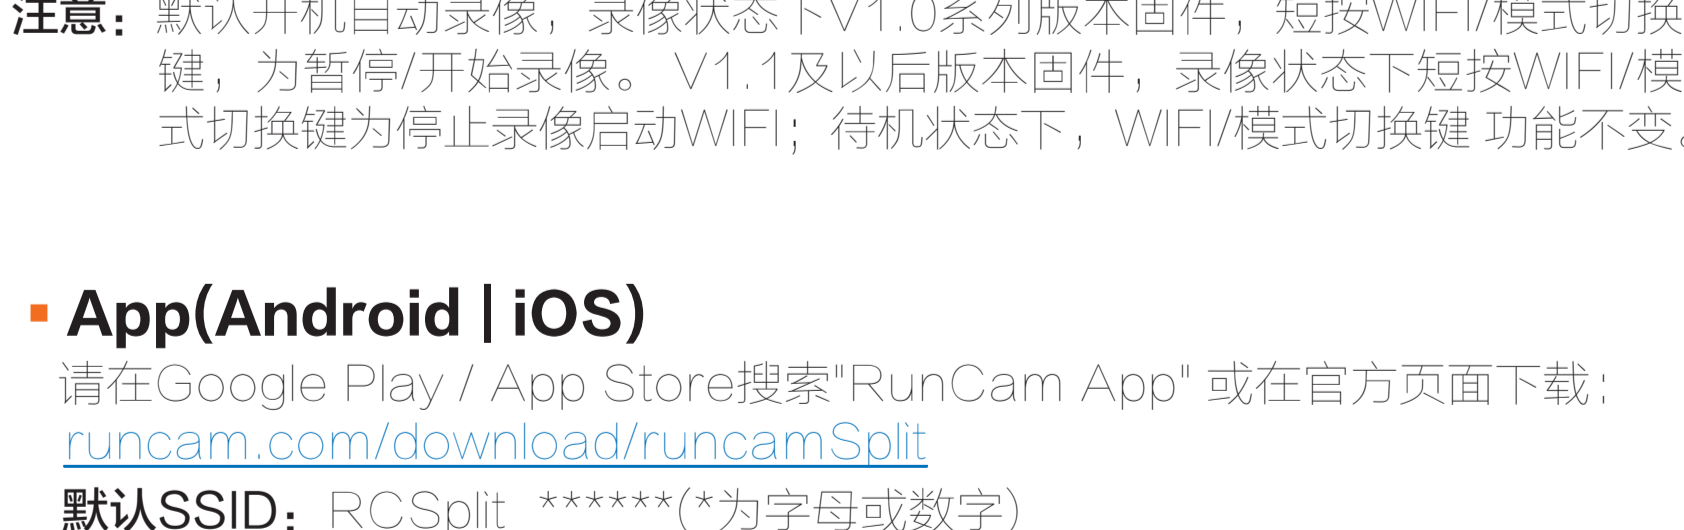 注意：默认开机自动录像，录像状态下V1.0系列版本固件，短按WIFI/模式切换
键，为暂停/开始录像。V1.1及以后版本固件，录像状态下短按WIFI/模
式切换键为停止录像启动WIFI；待机状态下，WIFI/模式切换键 功能不变。
App(Android | iOS)
请在Google Play / App Store搜索"RunCam App" 或在官方页面下载：
runcam.com/download/runcamSplit
默认SSID：RCSplit_******(*为字母或数字)